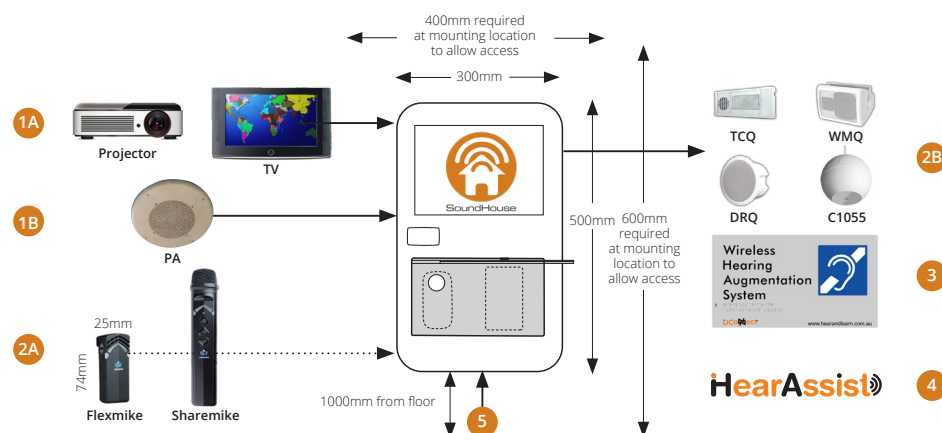 400mm required
at mounting location
to allow access
300mm
1A
Projector
TV
1B
PA
2A
25mm
74mm
Flexmike
Sharemike
SoundHouse
500mm
600mm
required
at mounting
location to
allow access
1000mm from floor
5
TCQ
WMQ
2B
DRQ
C1055
Wireless
Hearing
Augmentation
System
www.hearandlearn.com.au
3
HearAssist
4